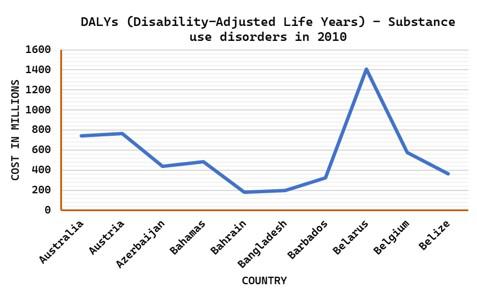 DALYs (Disability-Adjusted Life Years) - Substance
use disorders in 2010
1600
1400
1200
1000
800
600
400
200
0
COST IN MILLIONS
Australia
Austria
Azerbaijan
Bahamas
Bahrain
Bangladesh
Barbados
Belarus
Belgium
Belize
COUNTRY